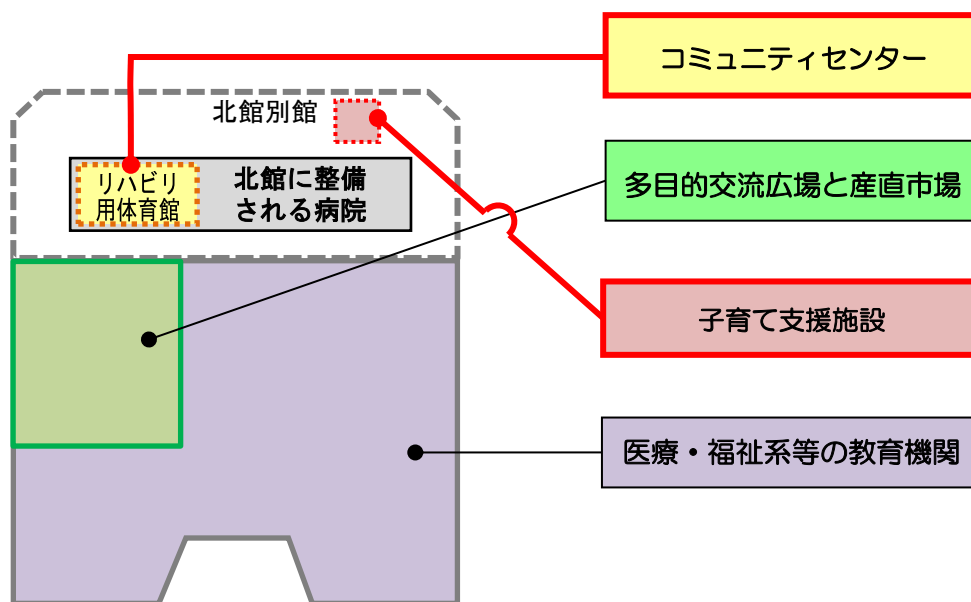 コミュニティセンター
北館別館
リハビリ
用体育館
北館に整備
される病院
多目的交流広場と産直市場
子育て支援施設
医療・福祉系等の教育機関